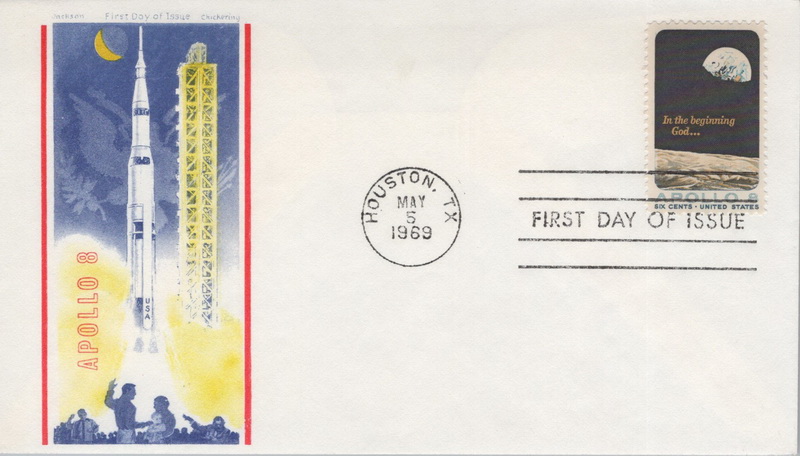 Jackson First Day of Issue Chickering
USA
APOLLO 8
HOUSTON, TX
MAY
5
1969
In the beginning
God...
APOLLO 8
SIX CENTS · UNITED STATES
FIRST DAY OF ISSUE